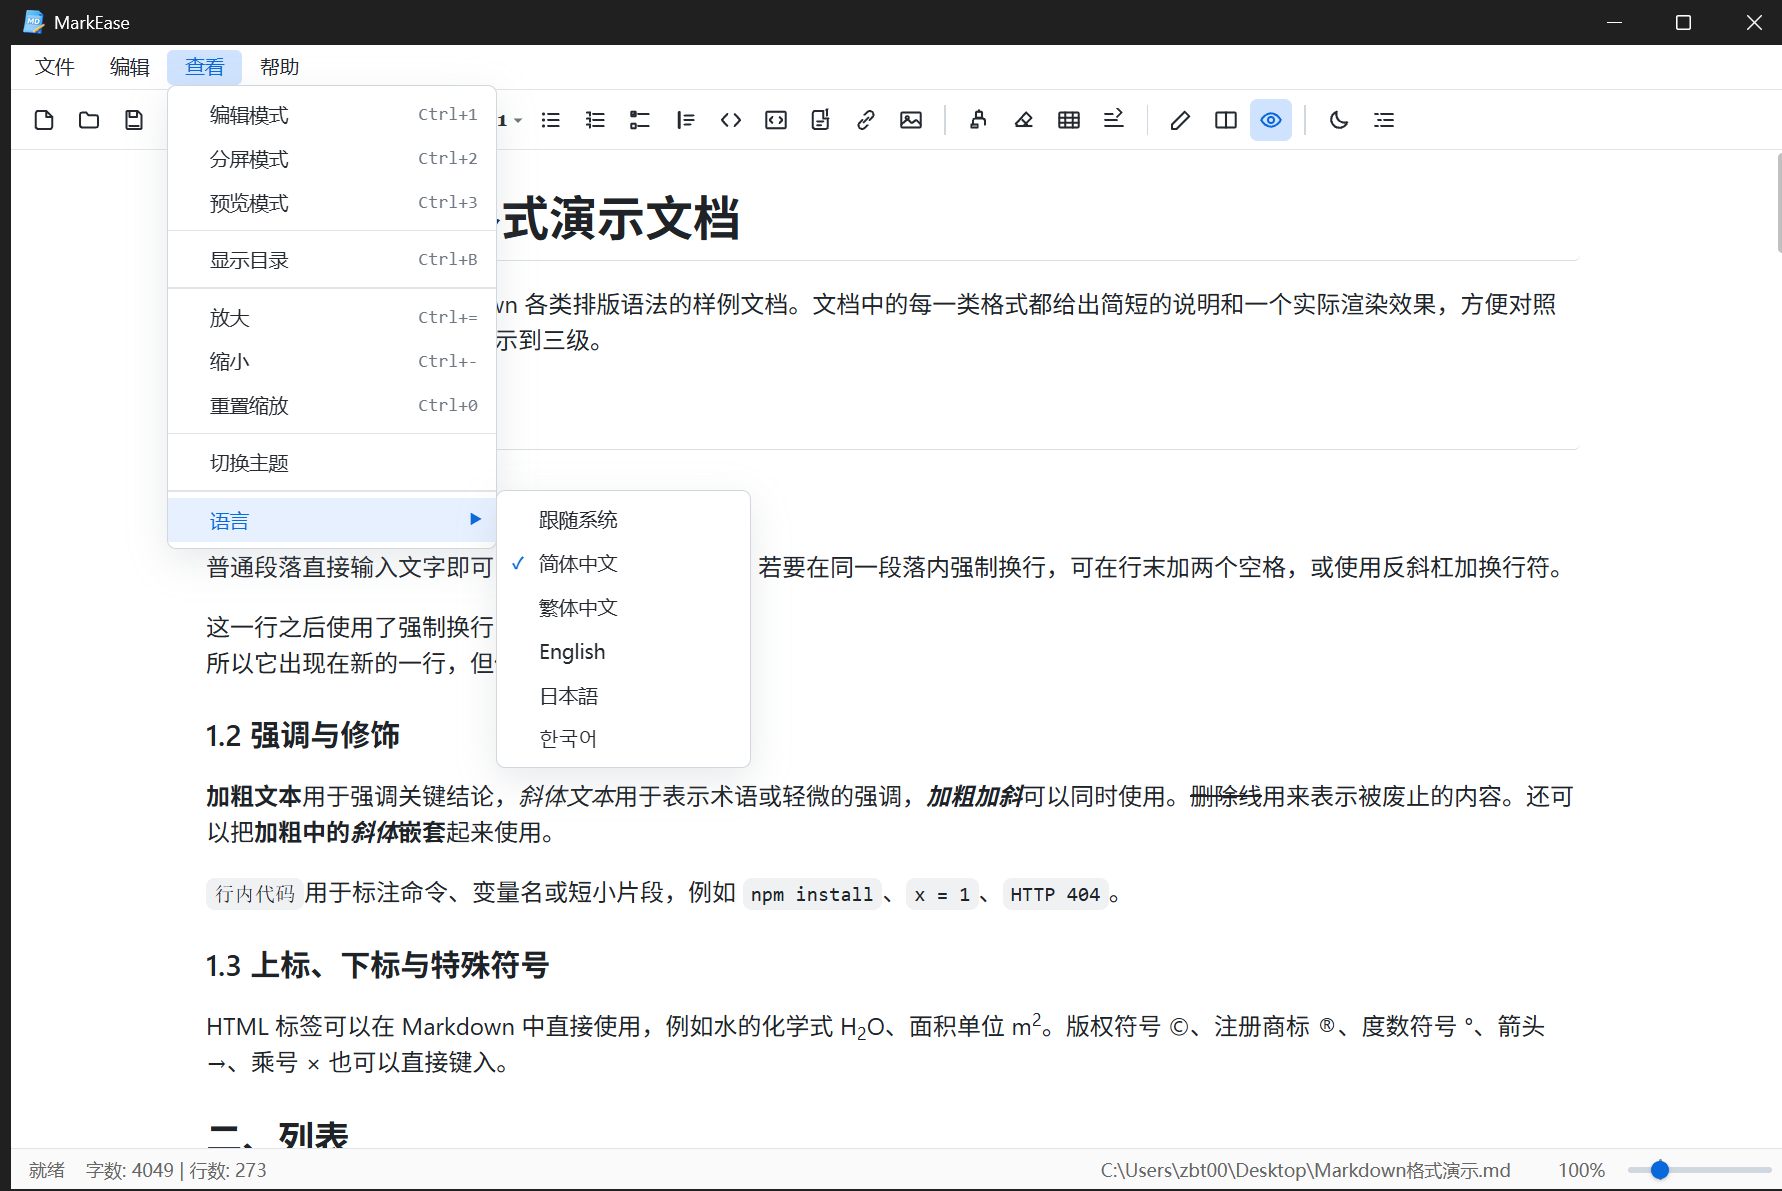 MarkEase
文件 编辑 查看 帮助
编辑模式 Ctrl+1
分屏模式 Ctrl+2
预览模式 Ctrl+3
显示目录 Ctrl+B
放大 Ctrl+=
缩小 Ctrl+-
重置缩放 Ctrl+0
切换主题
语言
跟随系统
✓ 简体中文
繁体中文
English
日本語
한국어
1
式演示文档
wn 各类排版语法的样例文档。文档中的每一类格式都给出简短的说明和一个实际渲染效果，方便对照
示到三级。
普通段落直接输入文字即可 若要在同一段落内强制换行，可在行末加两个空格，或使用反斜杠加换行符。
这一行之后使用了强制换行
所以它出现在新的一行，但
1.2 强调与修饰
加粗文本用于强调关键结论，斜体文本用于表示术语或轻微的强调，加粗加斜可以同时使用。删除线用来表示被废止的内容。还可
以把加粗中的斜体嵌套起来使用。
行内代码用于标注命令、变量名或短小片段，例如 npm install、x = 1、HTTP 404。
1.3 上标、下标与特殊符号
HTML 标签可以在 Markdown 中直接使用，例如水的化学式 H₂O、面积单位 m²。版权符号 ©、注册商标 ®、度数符号 °、箭头
→、乘号 × 也可以直接键入。
二、列表
就绪 字数: 4049 | 行数: 273 C:\Users\zbt00\Desktop\Markdown格式演示.md 100%